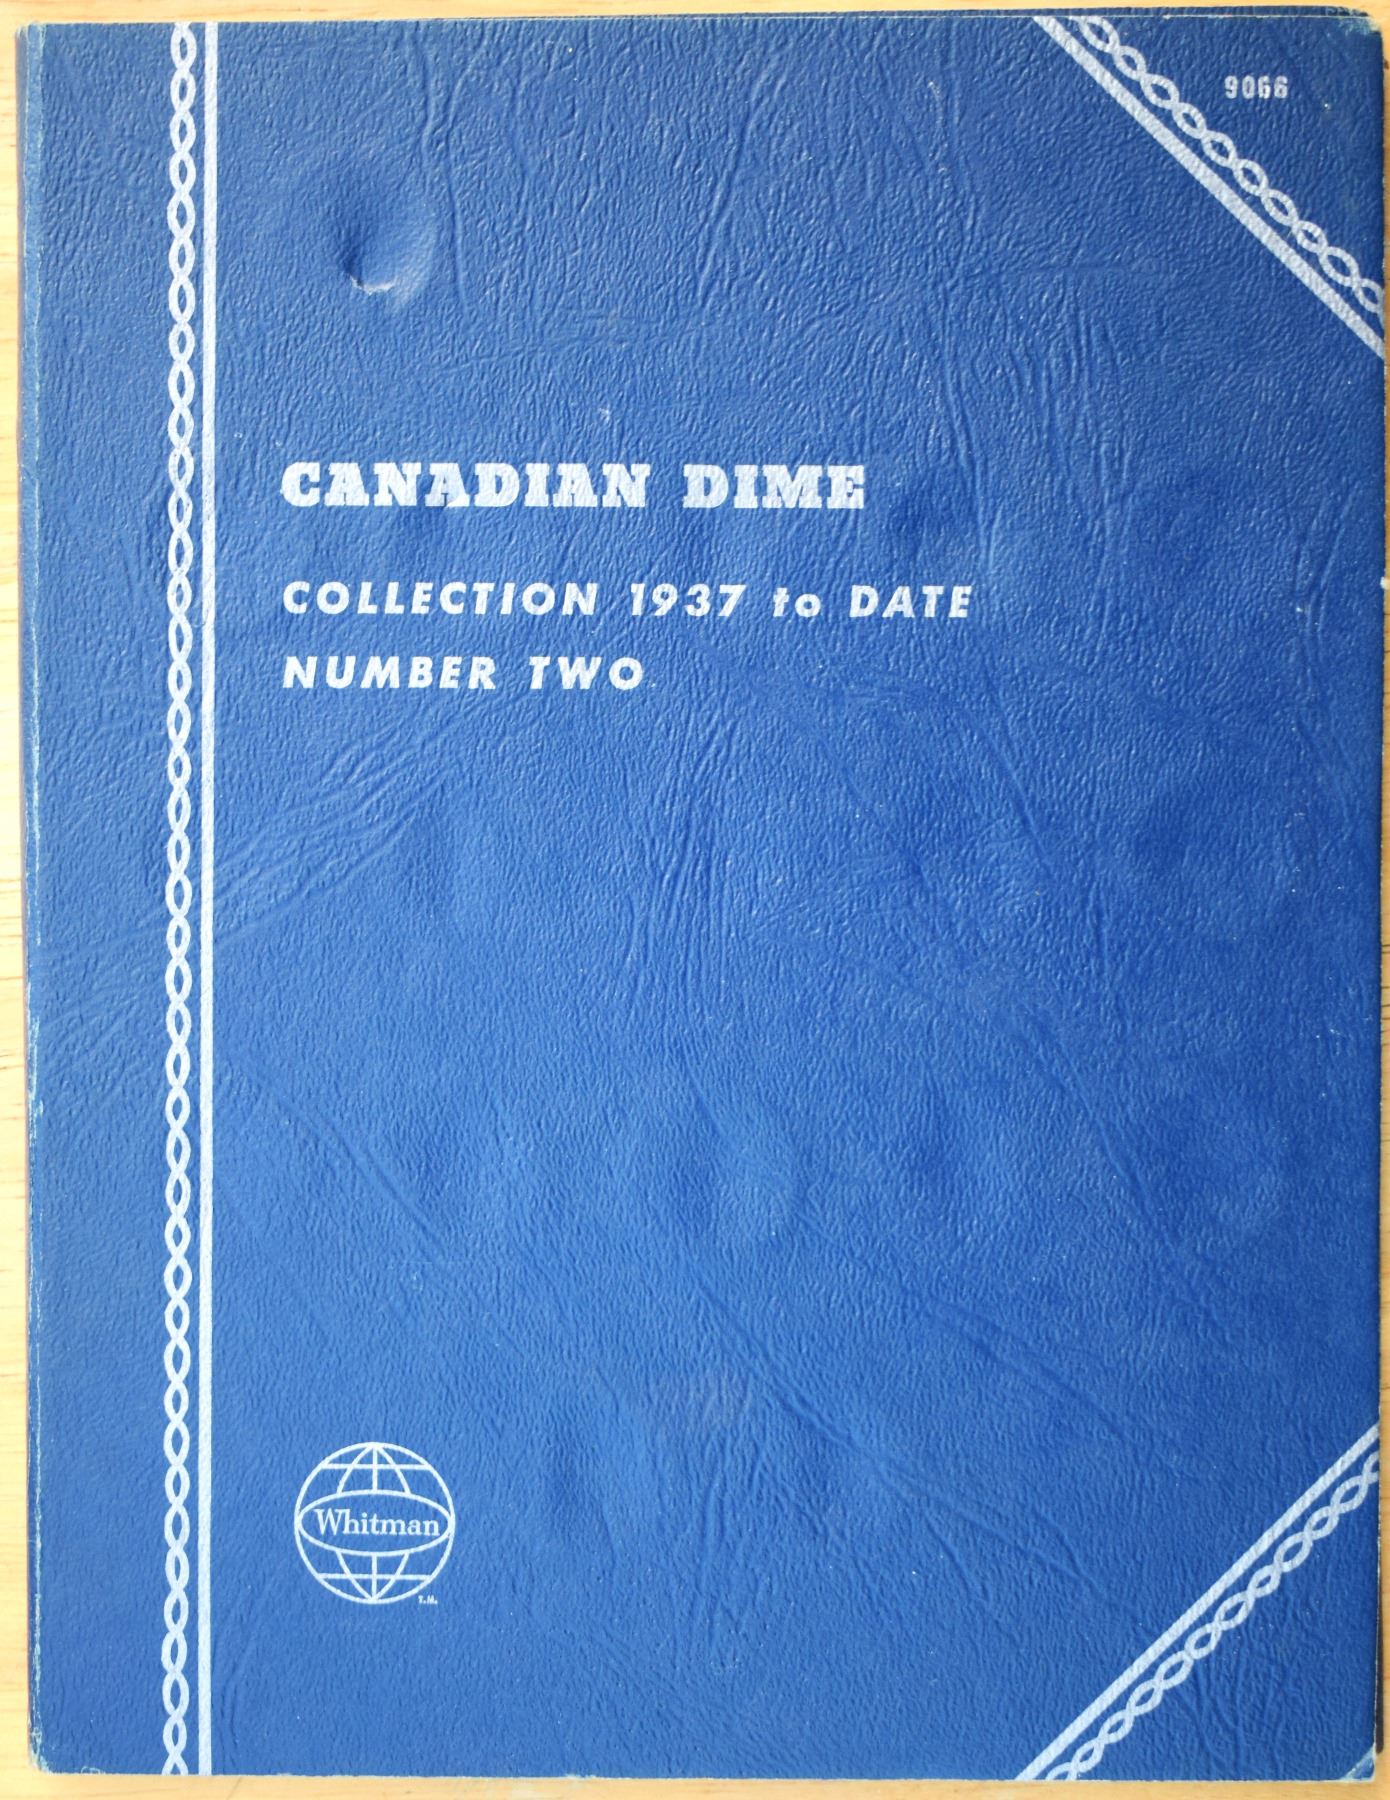 9066
CANADIAN DIME
COLLECTION 1937 to DATE
NUMBER TWO
Whitman
T.M.